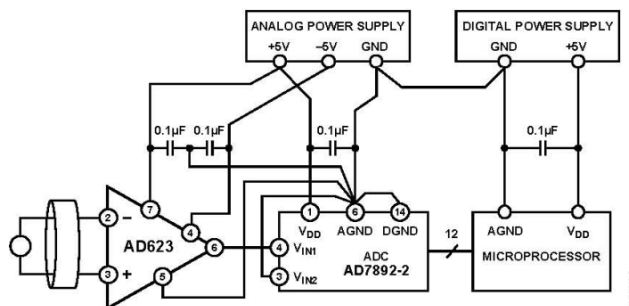 ANALOG POWER SUPPLY
+5V
–5V
GND
DIGITAL POWER SUPPLY
GND
+5V
0.1µF
0.1µF
0.1µF
0.1µF
7
2
–
4
AD623
6
3
+
5
1
6
14
VDD
AGND
DGND
4
VIN1
ADC
AD7892-2
3
VIN2
12
AGND
VDD
MICROPROCESSOR